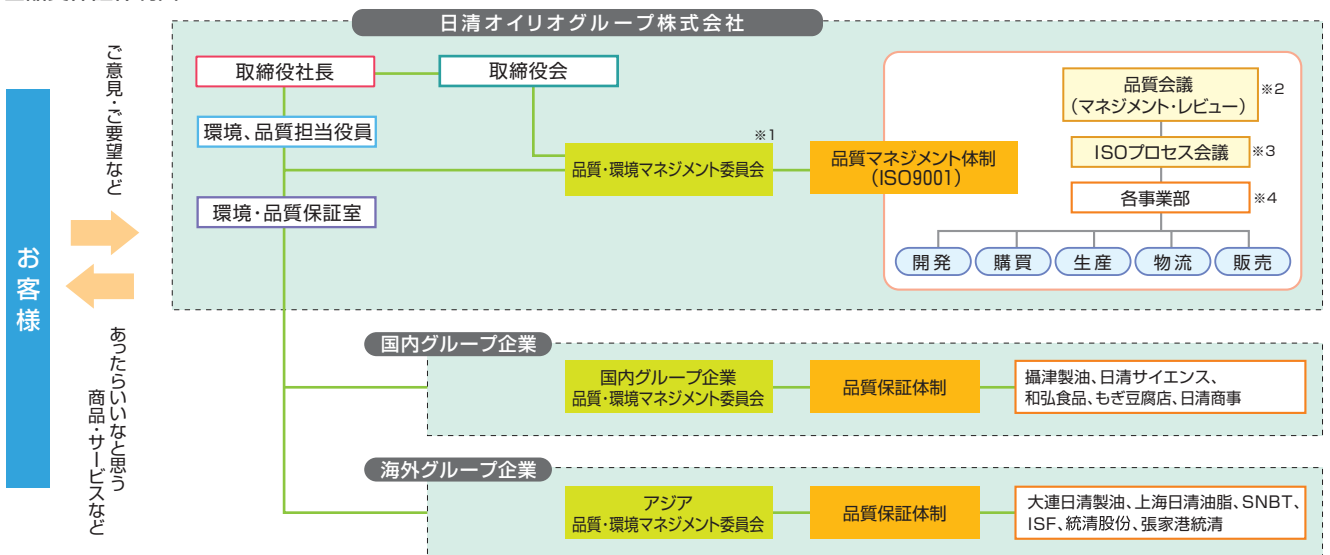 日清オイリオグループ株式会社
お客様
ご意見・ご要望など
あったらいいなと思う
商品・サービスなど
取締役社長
取締役会
環境、品質担当役員
環境・品質保証室
※1
品質・環境マネジメント委員会
品質マネジメント体制
（ISO9001）
品質会議
（マネジメント・レビュー）
※2
ISOプロセス会議
※3
各事業部
※4
開発
購買
生産
物流
販売
国内グループ企業
国内グループ企業
品質・環境マネジメント委員会
品質保証体制
攝津製油、日清サイエンス、
和弘食品、もぎ豆腐店、日清商事
海外グループ企業
アジア
品質・環境マネジメント委員会
品質保証体制
大連日清製油、上海日清油脂、SNBT、
ISF、統清股份、張家港統清